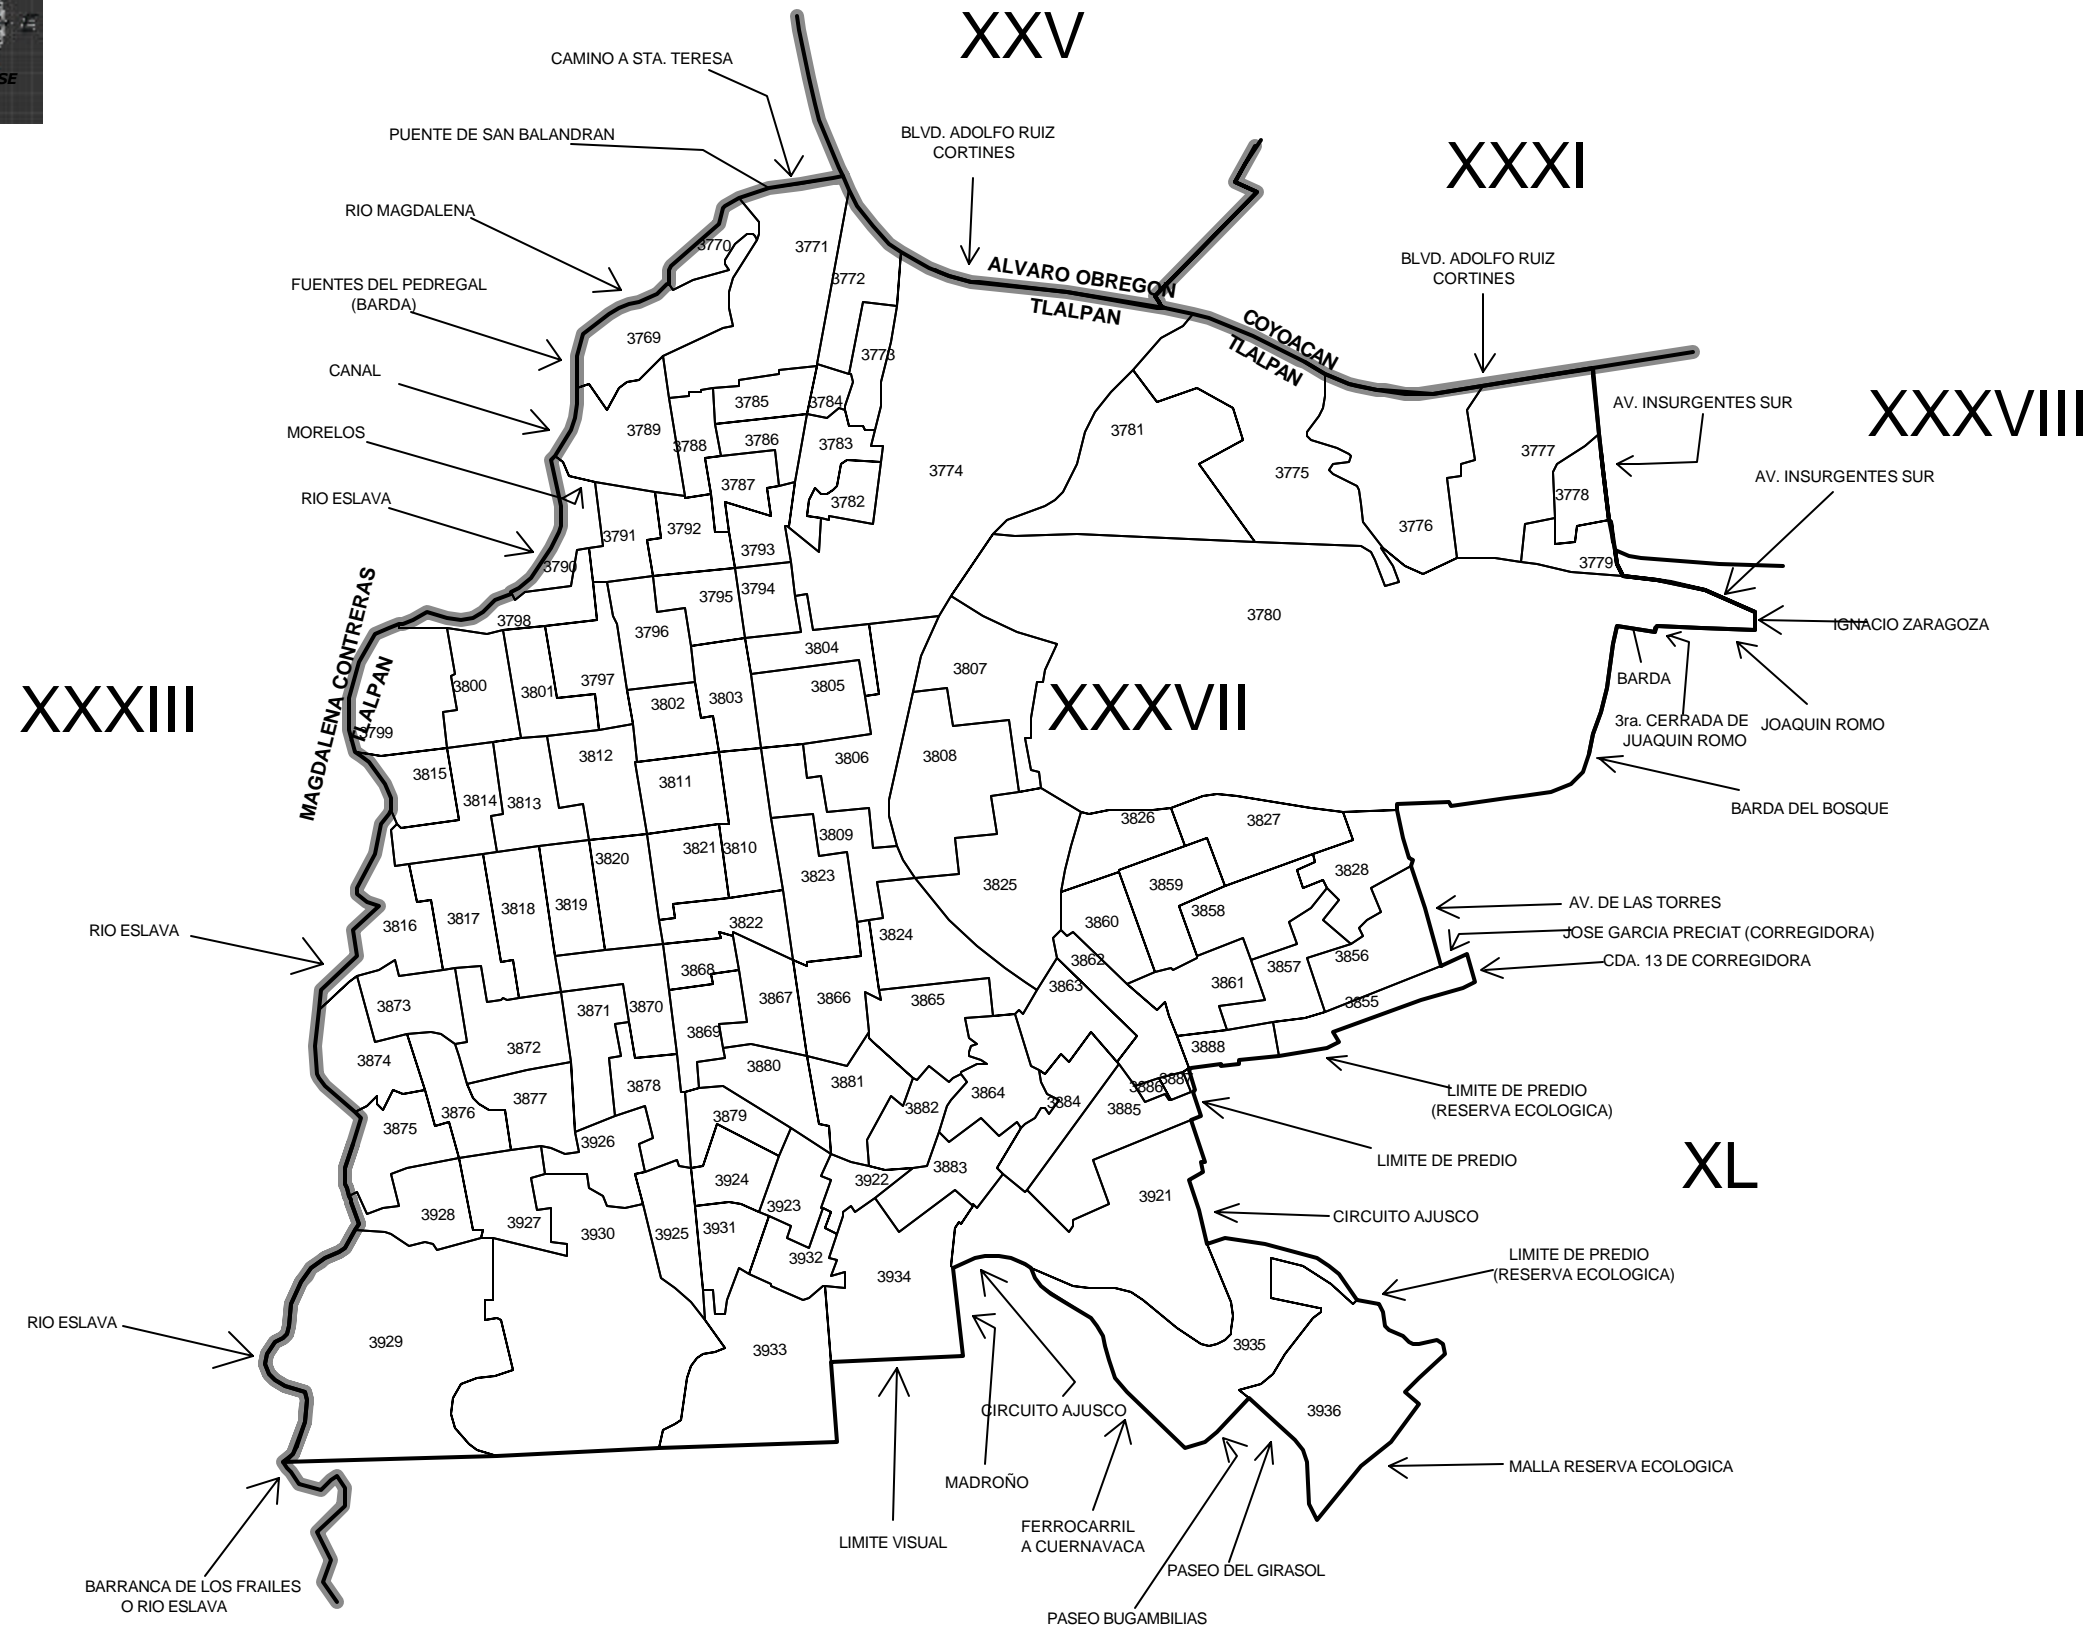 E
SE
XXV
CAMINO A STA. TERESA
PUENTE DE SAN BALANDRAN
BLVD. ADOLFO RUIZ
CORTINES
XXXI
RIO MAGDALENA
3770
3771
3772
ALVARO OBREGON
TLALPAN
BLVD. ADOLFO RUIZ
CORTINES
FUENTES DEL PEDREGAL
(BARDA)
COYOACAN
TLALPAN
3769
3773
CANAL
3785
3784
AV. INSURGENTES SUR
XXXVIII
MORELOS
3789
3788
3786
3783
3781
3777
3774
3775
AV. INSURGENTES SUR
RIO ESLAVA
3787
3782
3778
3791
3792
3793
3776
3790
3779
3795
3794
3780
3798
3796
IGNACIO ZARAGOZA
MAGDALENA CONTRERAS
TLALPAN
3804
3807
XXXIII
3800
3801
3797
3802
3803
3805
XXXVII
BARDA
3ra. CERRADA DE
JUAQUIN ROMO
JOAQUIN ROMO
3799
3812
3806
3808
3815
3811
3814
3813
BARDA DEL BOSQUE
3826
3827
3809
3820
3821
3810
3823
3825
3859
3828
3816
3817
3818
3819
3822
3824
3860
3858
AV. DE LAS TORRES
RIO ESLAVA
JOSE GARCIA PRECIAT (CORREGIDORA)
3868
3862
3857
3856
CDA. 13 DE CORREGIDORA
3873
3871
3870
3867
3866
3865
3863
3861
3855
3869
3872
3888
3874
3880
3881
3864
3878
3877
3886
3887
LIMITE DE PREDIO
(RESERVA ECOLOGICA)
3876
3879
3882
3884
3885
3875
3926
LIMITE DE PREDIO
XL
3924
3922
3883
3921
3928
3927
3930
3925
3931
3923
CIRCUITO AJUSCO
3932
3934
LIMITE DE PREDIO
(RESERVA ECOLOGICA)
RIO ESLAVA
3929
3933
3935
CIRCUITO AJUSCO
3936
MADROÑO
MALLA RESERVA ECOLOGICA
LIMITE VISUAL
FERROCARRIL
A CUERNAVACA
PASEO DEL GIRASOL
BARRANCA DE LOS FRAILES
O RIO ESLAVA
PASEO BUGAMBILIAS